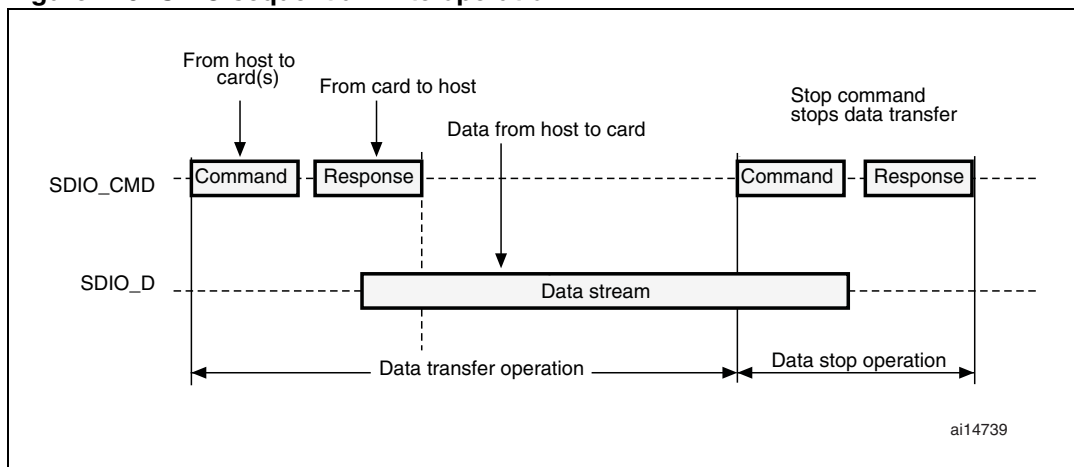 From host to
card(s)
From card to host
Data from host to card
Stop command
stops data transfer
SDIO_CMD
Command
Response
Command
Response
SDIO_D
Data stream
Data transfer operation
Data stop operation
ai14739